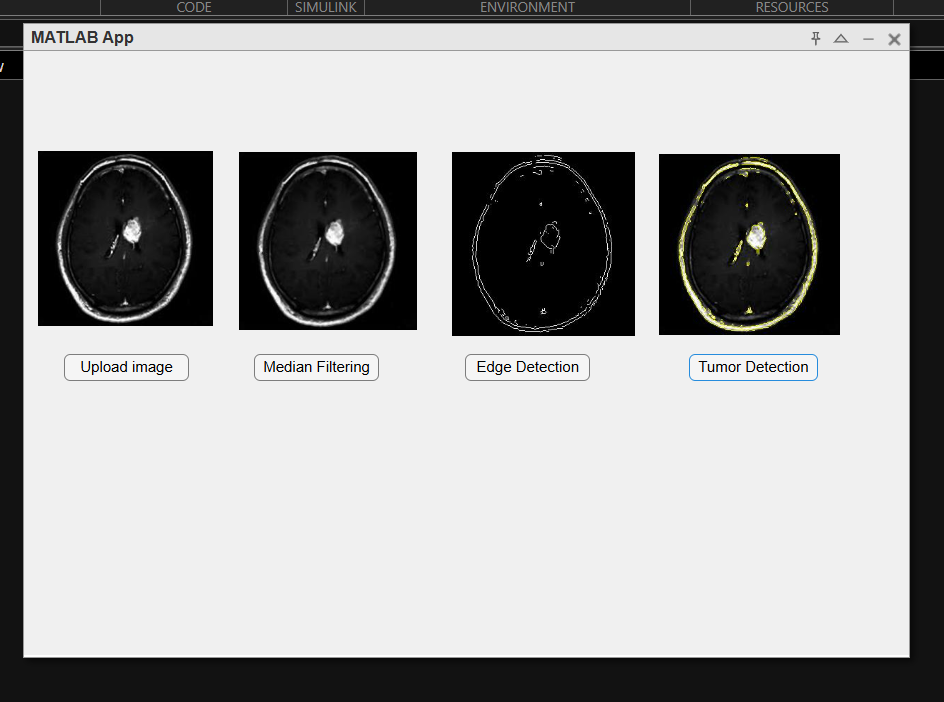 CODE SIMULINK ENVIRONMENT RESOURCES
MATLAB App
Upload image Median Filtering Edge Detection Tumor Detection